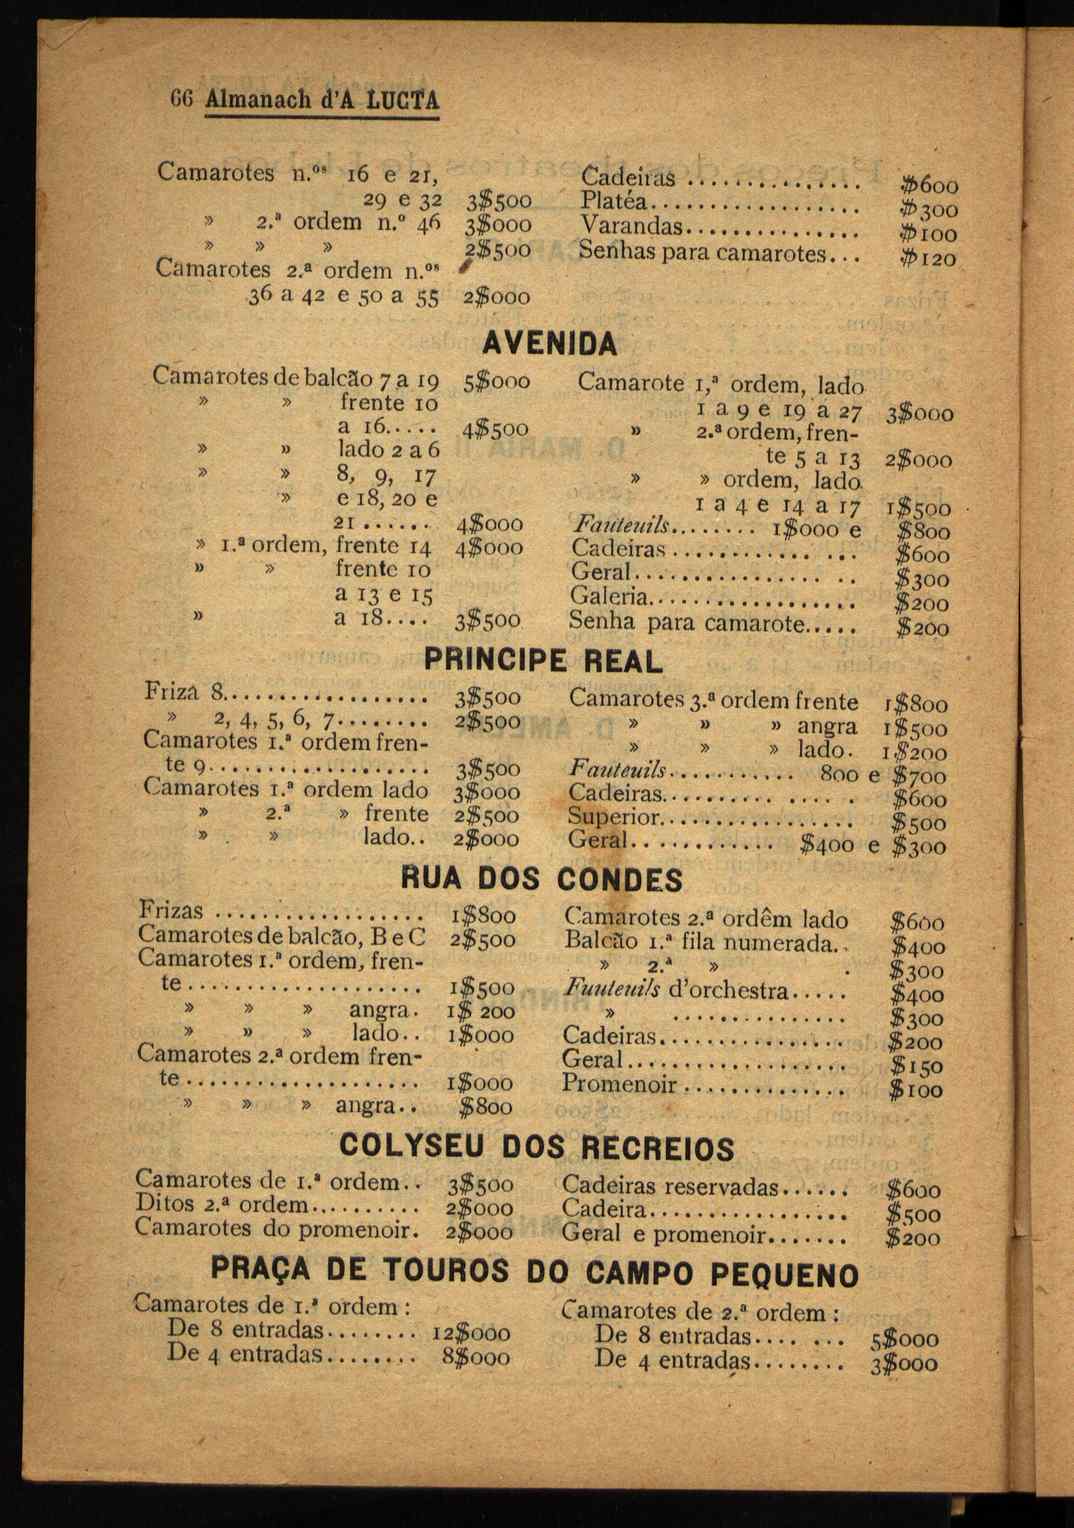 66 Almanach d'A LUCTA
Camarotes n.ºˢ 16 e 21,
29 e 32 3$500
» 2.ª ordem n.º 46 3$000
» » » 2$500
Camarotes 2.ª ordem n.ºˢ
36 a 42 e 50 a 55 2$000
Cadeiras ............... $600
Platéa.................. $300
Varandas............... $100
Senhas para camarotes... $120
AVENIDA
Camarotes de balcão 7 a 19 5$000
» » frente 10
a 16..... 4$500
» » lado 2 a 6
» » 8, 9, 17
» e 18, 20 e
21...... 4$000
» 1.ª ordem, frente 14 4$000
» » frente 10
a 13 e 15
» a 18.... 3$500
Camarote 1,ª ordem, lado
1 a 9 e 19 a 27 3$000
» 2.ª ordem, fren-
te 5 a 13 2$000
» » ordem, lado
1 a 4 e 14 a 17 1$500
Fauteuils........ 1$000 e $800
Cadeiras ............ ... $600
Geral................ .. $300
Galeria.................. $200
Senha para camarote..... $200
PRINCIPE REAL
Friza 8.................. 3$500
» 2, 4, 5, 6, 7........ 2$500
Camarotes 1.ª ordem fren-
te 9.................... 3$500
Camarotes 1.ª ordem lado 3$000
» 2.ª » frente 2$500
» » lado.. 2$000
Camarotes 3.ª ordem frente 1$800
» » » angra 1$500
» » » lado. 1$200
Fauteuils........... 800 e $700
Cadeiras.......... .... . $600
Superior................. $500
Geral............ $400 e $300
RUA DOS CONDES
Frizas .................. 1$800
Camarotes de balcão, B e C 2$500
Camarotes 1.ª ordem, fren-
te..................... 1$500
» » » angra. 1$ 200
» » » lado.. 1$000
Camarotes 2.ª ordem fren-
te..................... 1$000
» » » angra.. $800
Camarotes 2.ª ordêm lado $600
Balcão 1.ª fila numerada.. $400
» 2.ª » . $300
Fuuteuils d'orchestra..... $400
» ............... $300
Cadeiras................ $200
Geral................... $150
Promenoir .............. $100
COLYSEU DOS RECREIOS
Camarotes de 1.ª ordem.. 3$500
Ditos 2.ª ordem.......... 2$000
Camarotes do promenoir. 2$000
Cadeiras reservadas...... $600
Cadeira................. $500
Geral e promenoir....... $200
PRAÇA DE TOUROS DO CAMPO PEQUENO
Camarotes de 1.ª ordem :
De 8 entradas........ 12$000
De 4 entradas........ 8$000
Camarotes de 2.ª ordem :
De 8 entradas.... ... 5$000
De 4 entradas........ 3$000